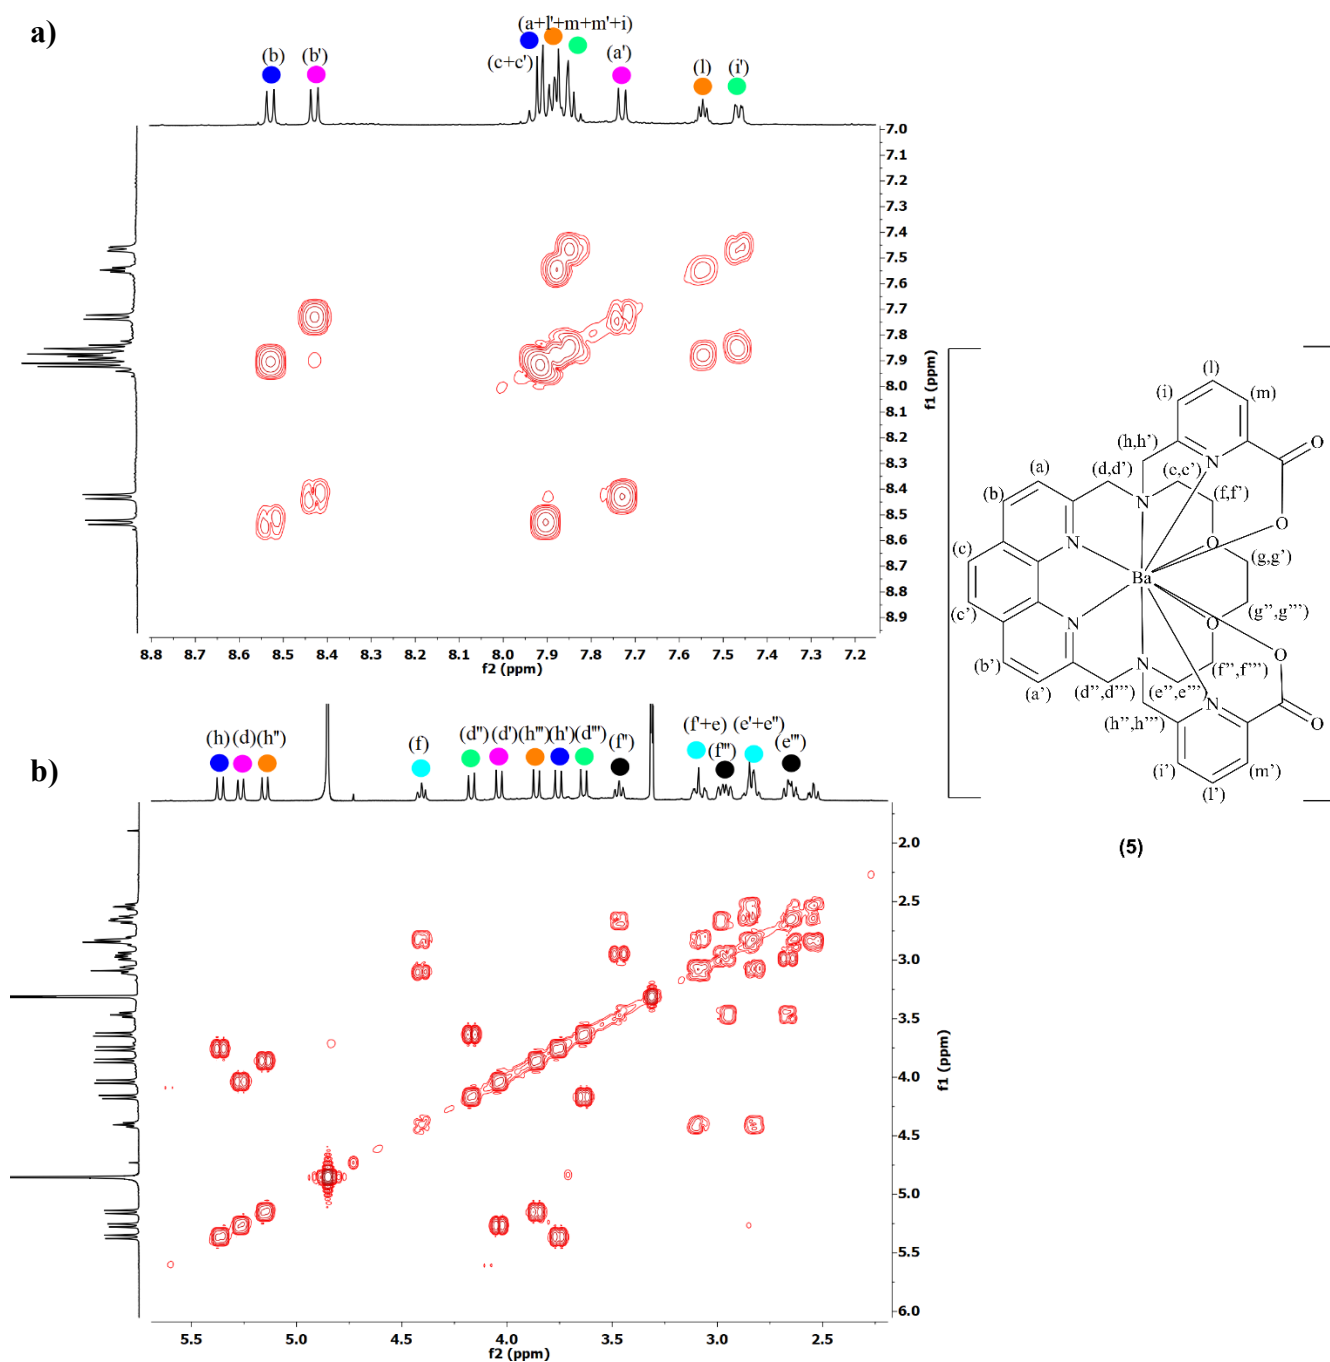 a)
(a+l'+m+m'+i)
(b) (b') (c+c') (a') (l) (i')
7.0
7.1
7.2
7.3
7.4
7.5
7.6
7.7
7.8
7.9
8.0
8.1
8.2
8.3
8.4
8.5
8.6
8.7
8.8
8.9
f1 (ppm)
8.8 8.7 8.6 8.5 8.4 8.3 8.2 8.1 8.0 7.9 7.8 7.7 7.6 7.5 7.4 7.3 7.2
f2 (ppm)
b)
(h) (d) (h'') (f) (d'') (d') (h''') (h') (d''') (f'') (f'+e) (f''') (e'+e'') (e''')
2.0
2.5
3.0
3.5
4.0
4.5
5.0
5.5
6.0
f1 (ppm)
5.5 5.0 4.5 4.0 3.5 3.0 2.5
f2 (ppm)
(l)
(i) (m)
(h,h') N O
(a) (d,d') (e,e')
(b) N (f,f') O
(c) N O (g,g')
Ba
(c') N O (g'',g''')
O
(b') N (f'',f''')
(a') (d'',d''') (e'',e''') N O
(h'',h''')
(i') (m')
(l')
(5)